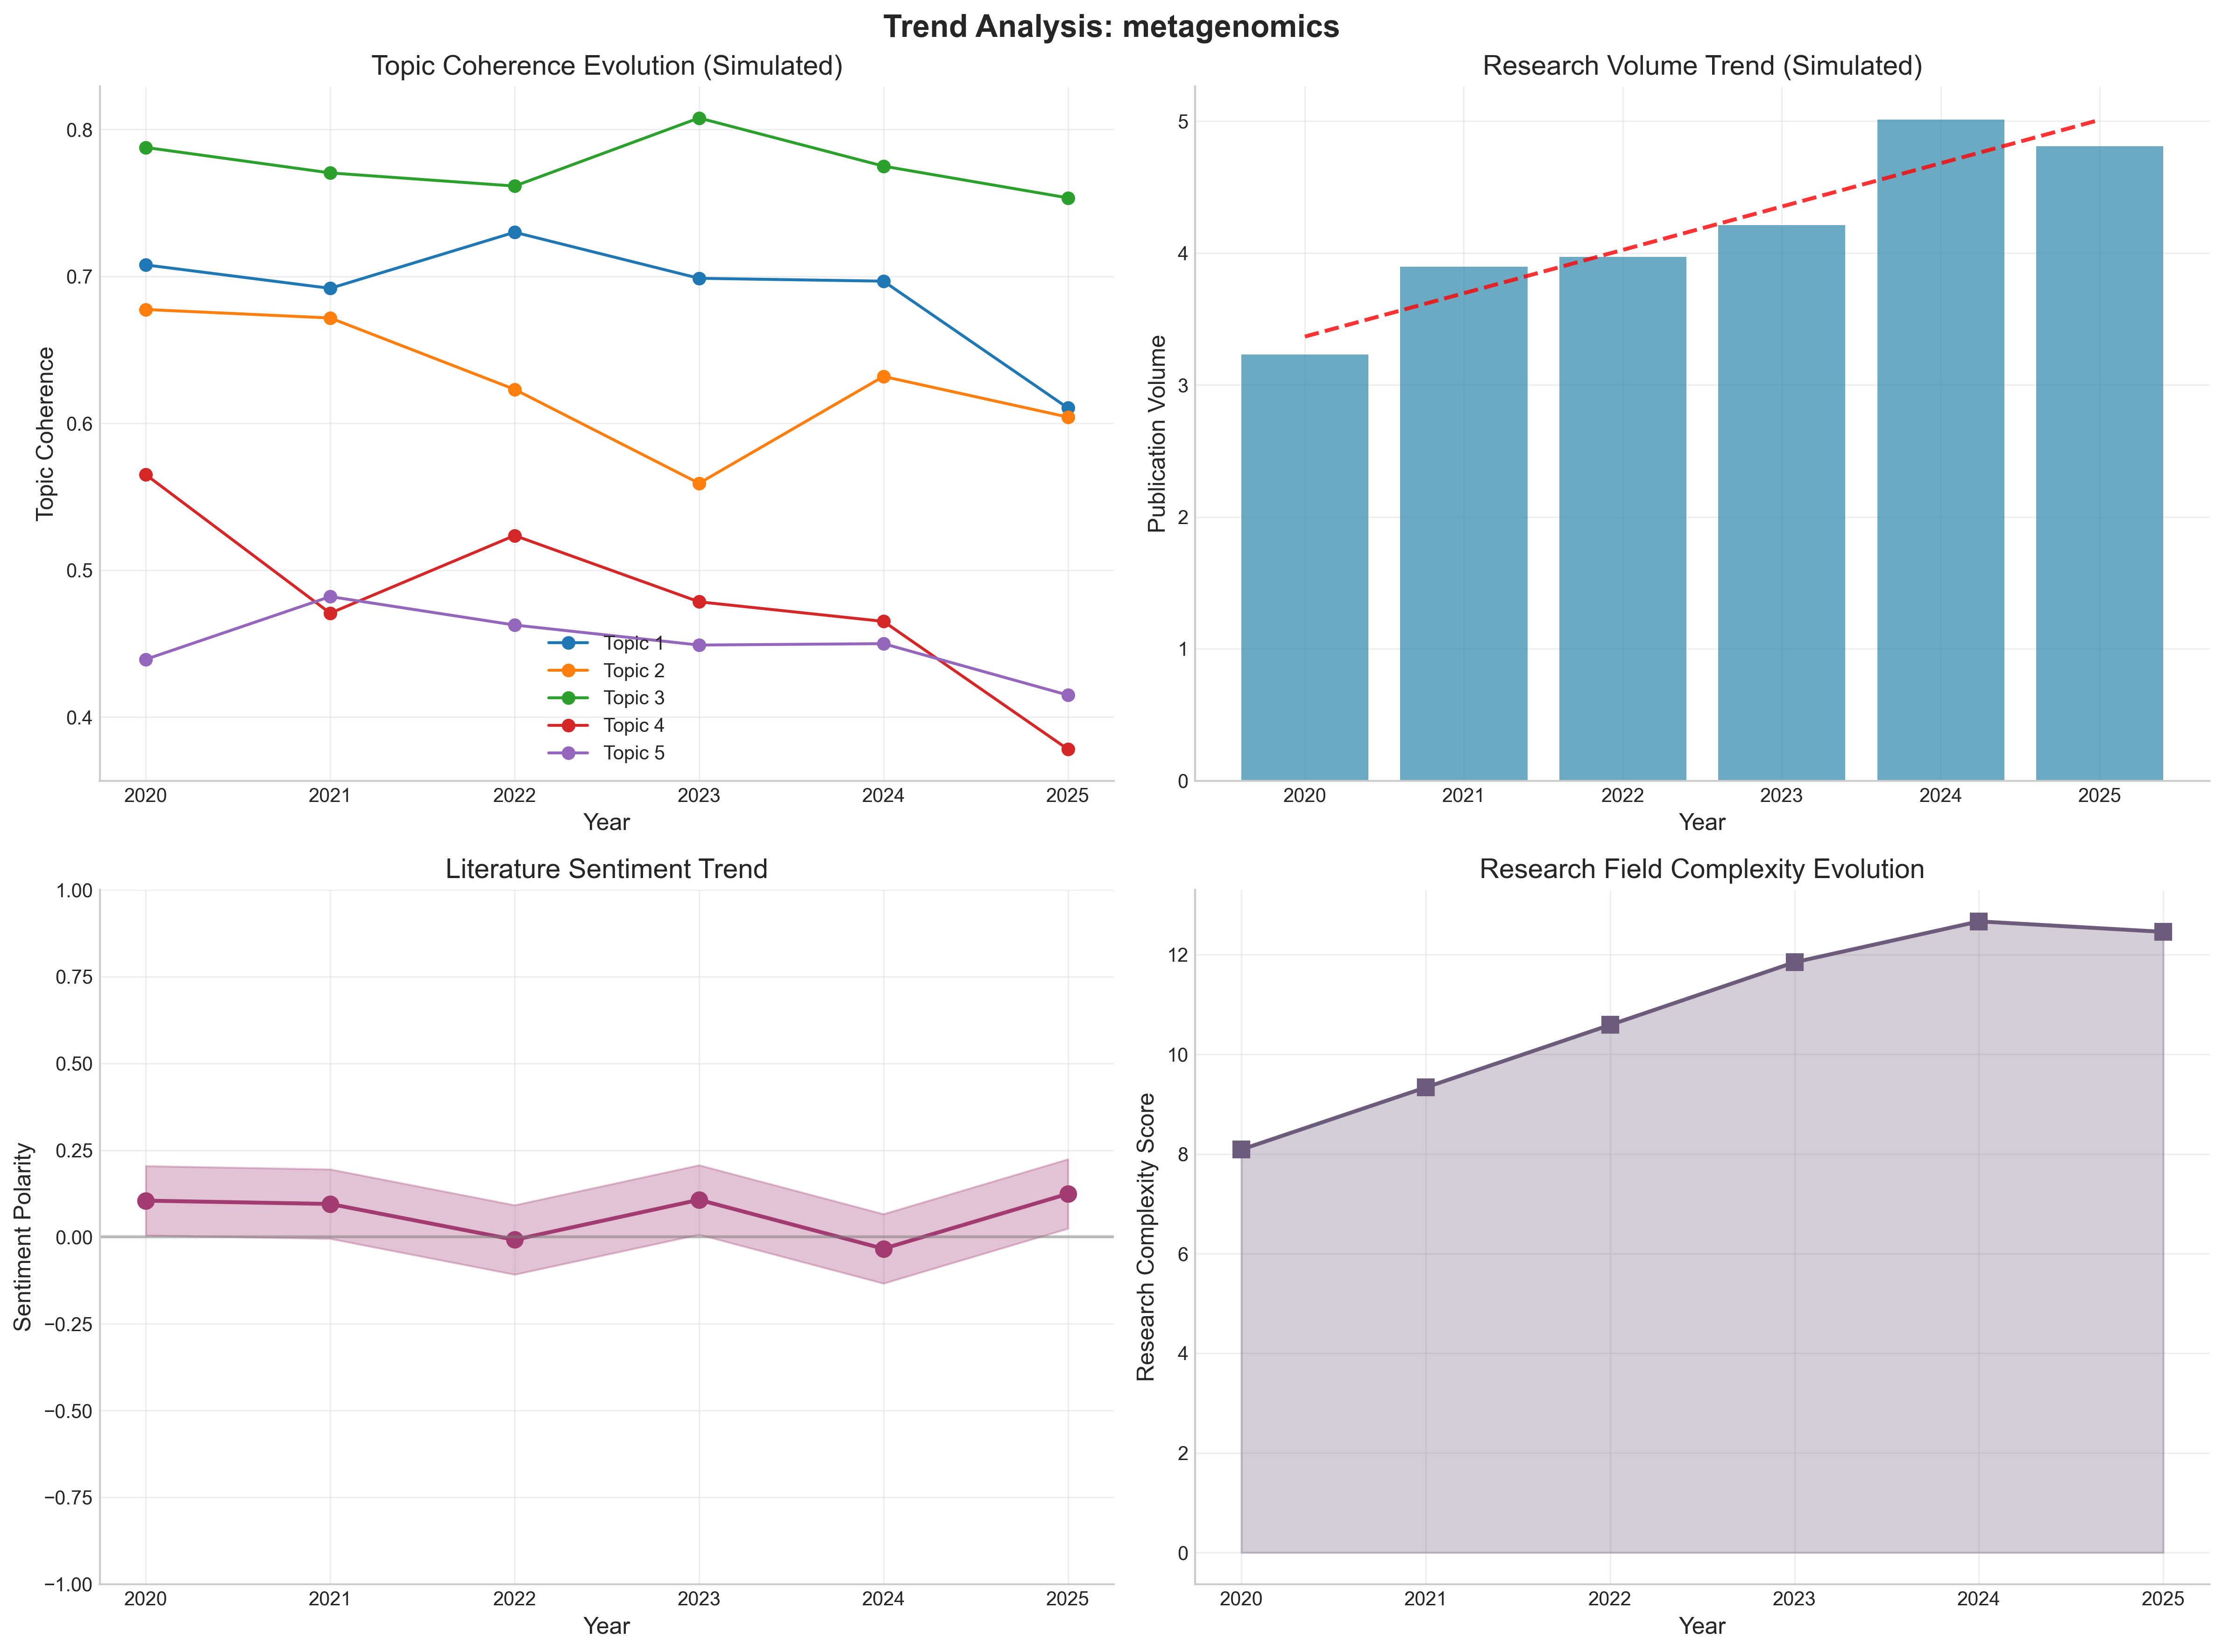 Trend Analysis: metagenomics
Topic Coherence Evolution (Simulated)
Topic Coherence
0.8
0.7
0.6
0.5
0.4
Topic 1
Topic 2
Topic 3
Topic 4
Topic 5
2020 2021 2022 2023 2024 2025
Year
Research Volume Trend (Simulated)
Publication Volume
5
4
3
2
1
0
2020 2021 2022 2023 2024 2025
Year
Literature Sentiment Trend
Sentiment Polarity
1.00
0.75
0.50
0.25
0.00
−0.25
−0.50
−0.75
−1.00
2020 2021 2022 2023 2024 2025
Year
Research Field Complexity Evolution
Research Complexity Score
12
10
8
6
4
2
0
2020 2021 2022 2023 2024 2025
Year